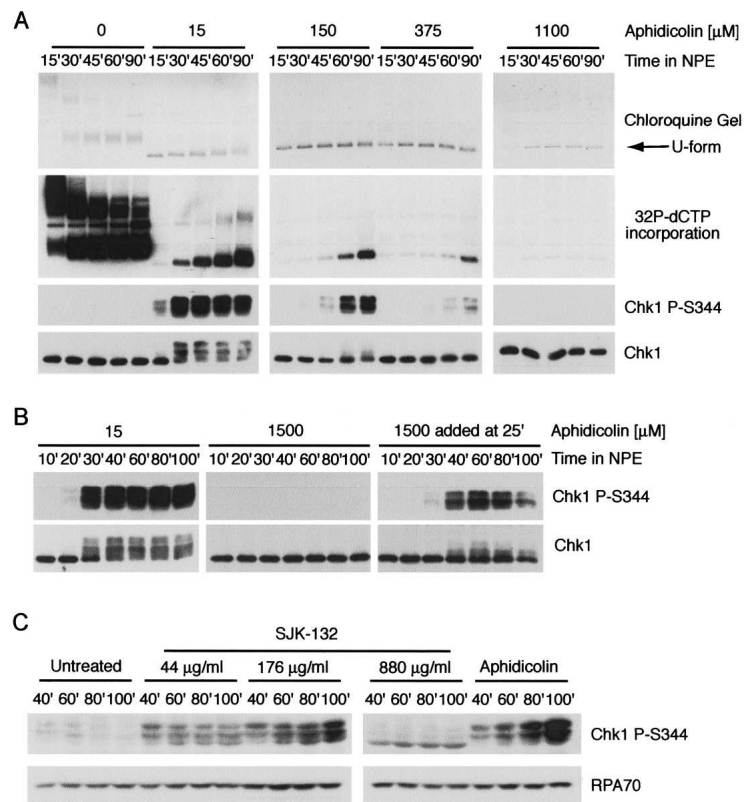 A
0 15 150 375 1100 Aphidicolin [µM]
15'30'45'60'90' 15'30'45'60'90' 15'30'45'60'90' 15'30'45'60'90' 15'30'45'60'90' Time in NPE
Chloroquine Gel
U-form
32P-dCTP
incorporation
Chk1 P-S344
Chk1
B
15 1500 1500 added at 25' Aphidicolin [µM]
10'20'30'40'60'80'100' 10'20'30'40'60'80'100' 10'20'30'40'60'80'100' Time in NPE
Chk1 P-S344
Chk1
C
SJK-132
Untreated 44 µg/ml 176 µg/ml 880 µg/ml Aphidicolin
40' 60' 80'100' 40' 60' 80'100' 40' 60' 80'100' 40' 60' 80'100' 40' 60' 80'100'
Chk1 P-S344
RPA70